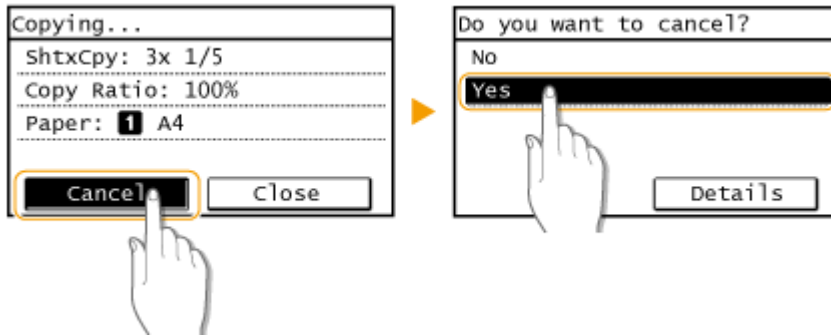 Copying...
ShtxCpy: 3x 1/5
Copy Ratio: 100%
Paper: 1 A4
Cancel
Close
Do you want to cancel?
No
Yes
Details